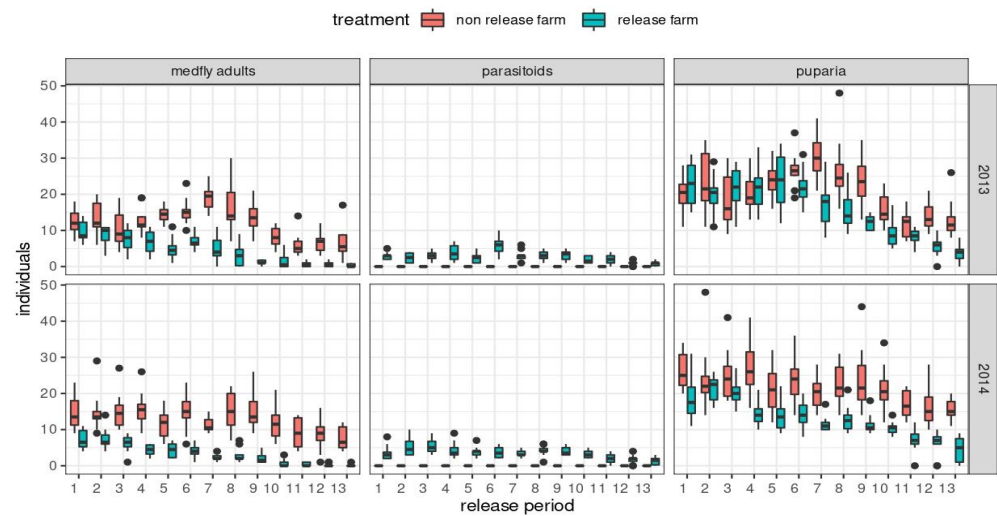 treatment non release farm release farm
medfly adults parasitoids puparia
50
40
30
20
10
0
2013
50
40
30
20
10
0
2014
individuals
1 2 3 4 5 6 7 8 9 10 11 12 13 1 2 3 4 5 6 7 8 9 10 11 12 13 1 2 3 4 5 6 7 8 9 10 11 12 13
release period